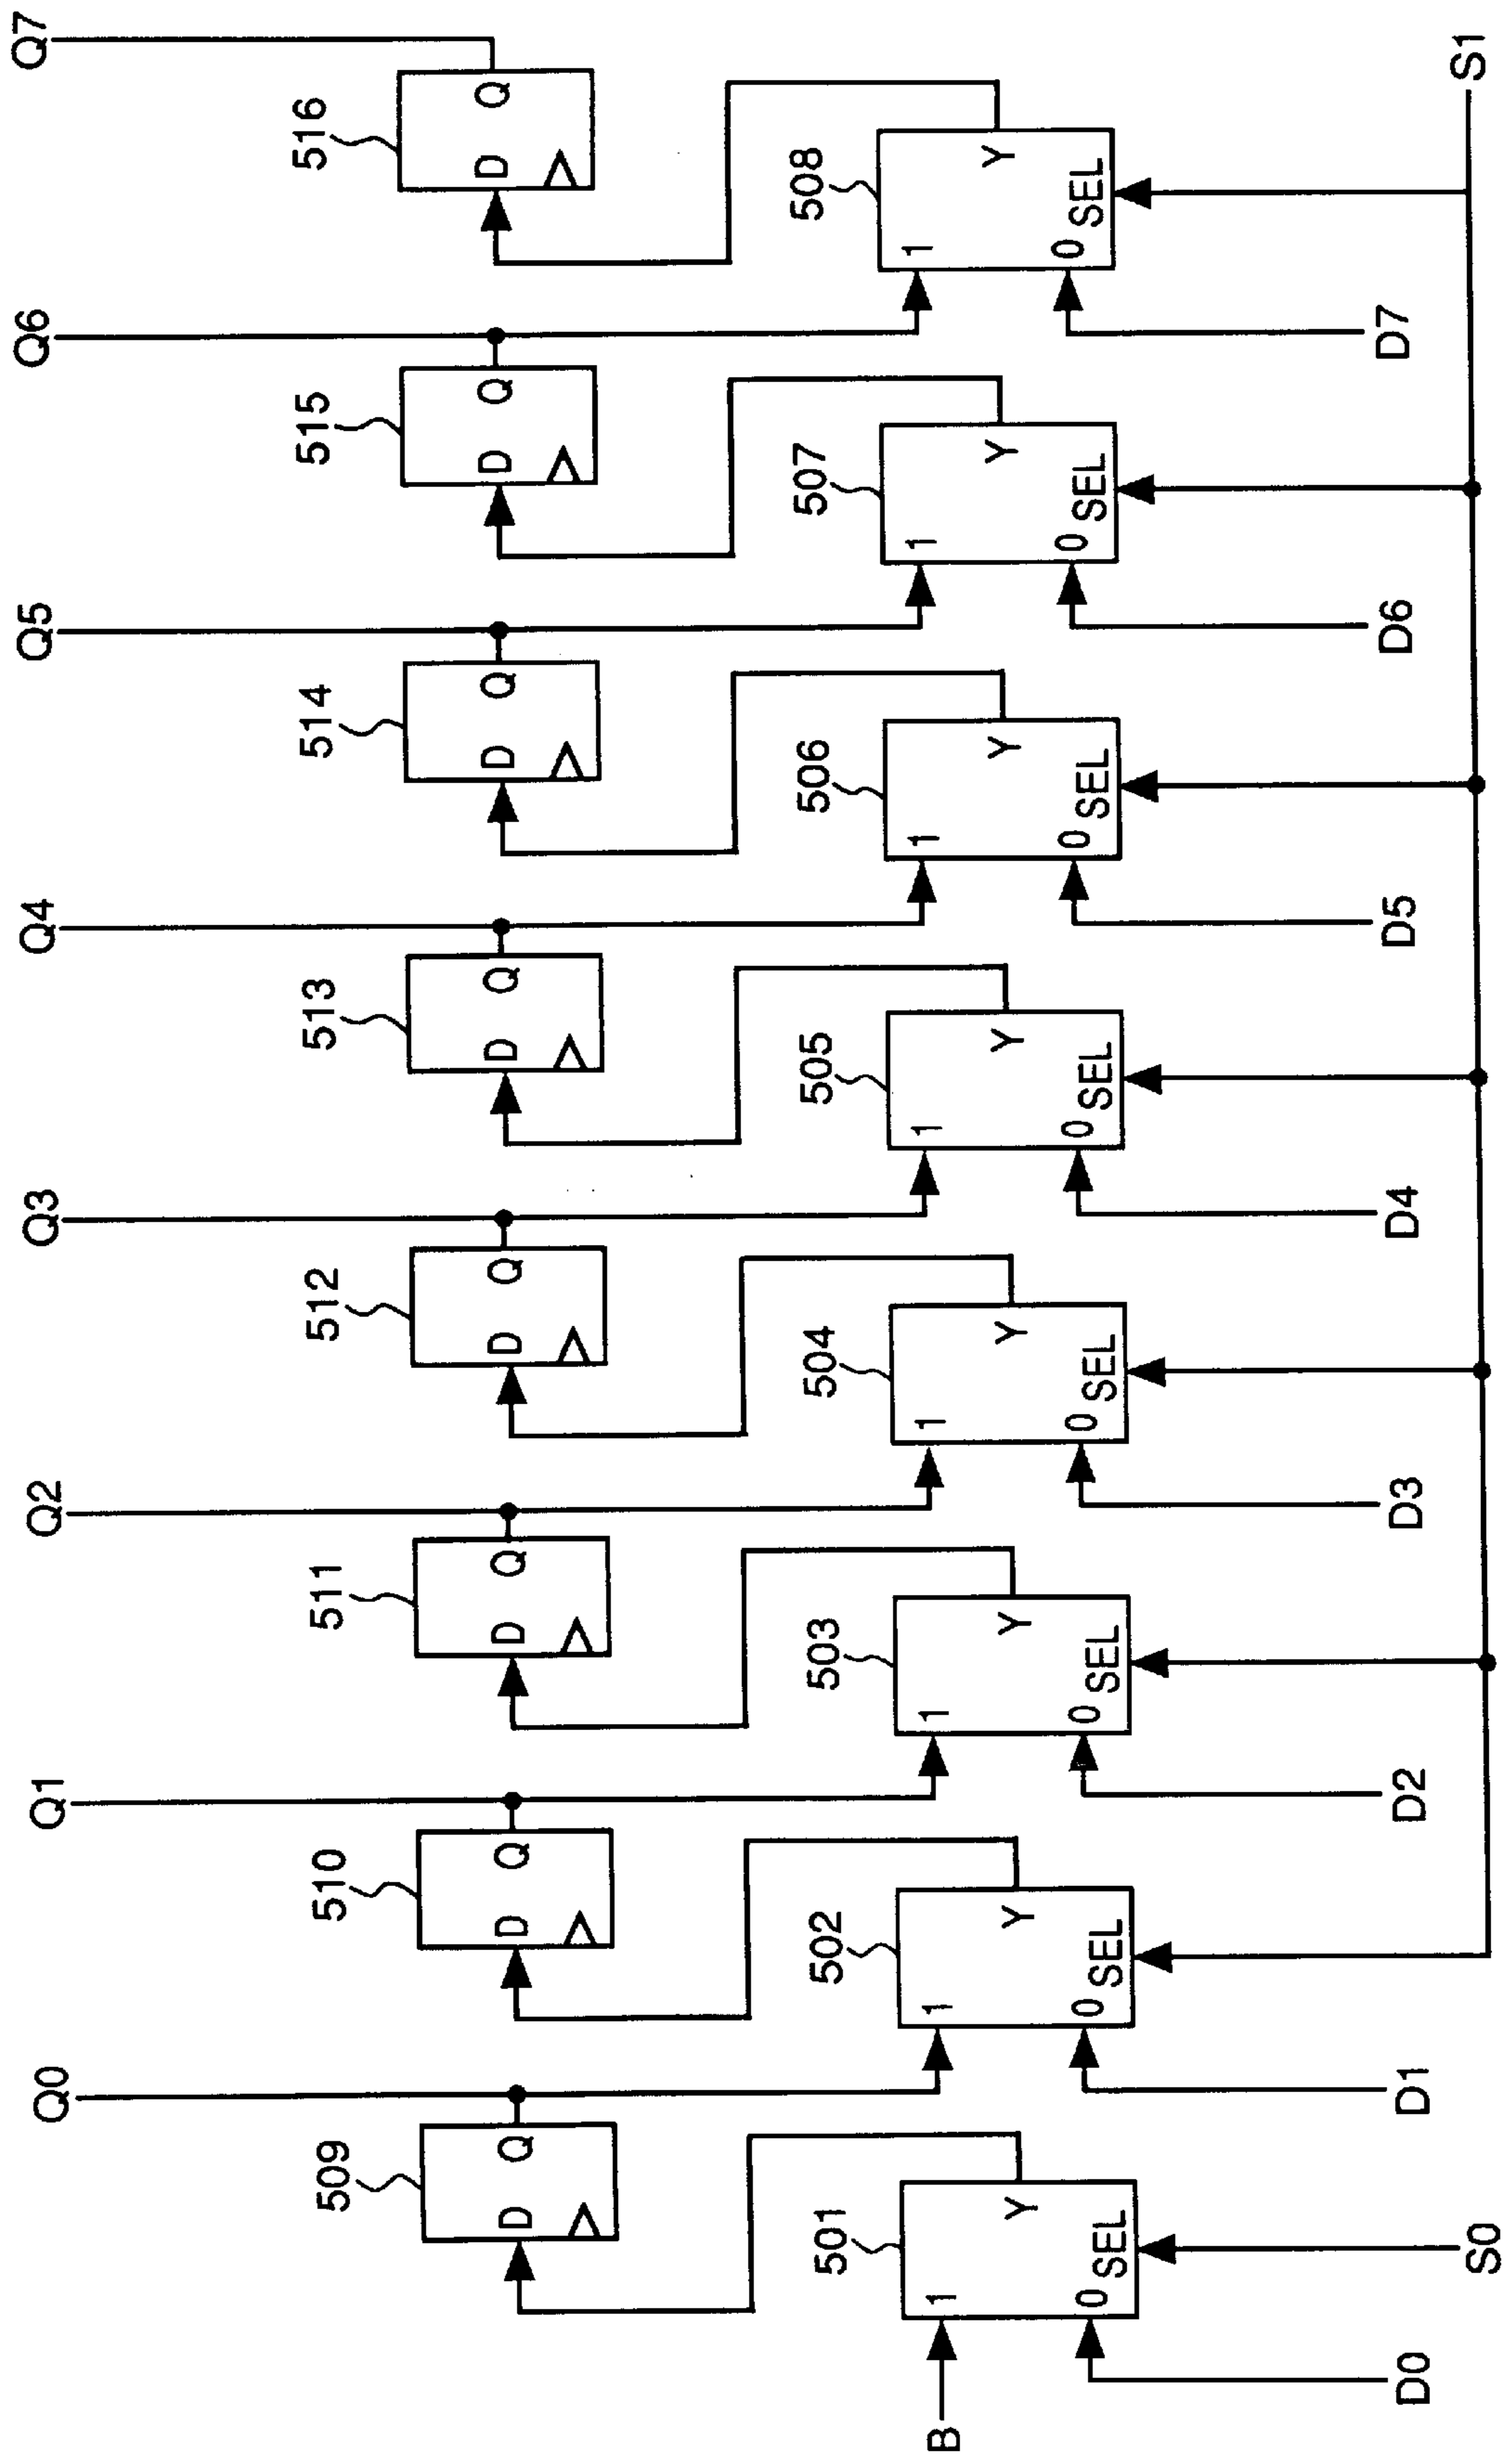 Q0 Q1 Q2 Q3 Q4 Q5 Q6 Q7
509 510 511 512 513 514 515 516
D Q D Q D Q D Q D Q D Q D Q D Q
501 502 503 504 505 506 507 508
B 1 1 1 1 1 1 1 1
Y Y Y Y Y Y Y Y
0 0 0 0 0 0 0 0
SEL SEL SEL SEL SEL SEL SEL SEL
D0 D1 D2 D3 D4 D5 D6 D7
S0 S1